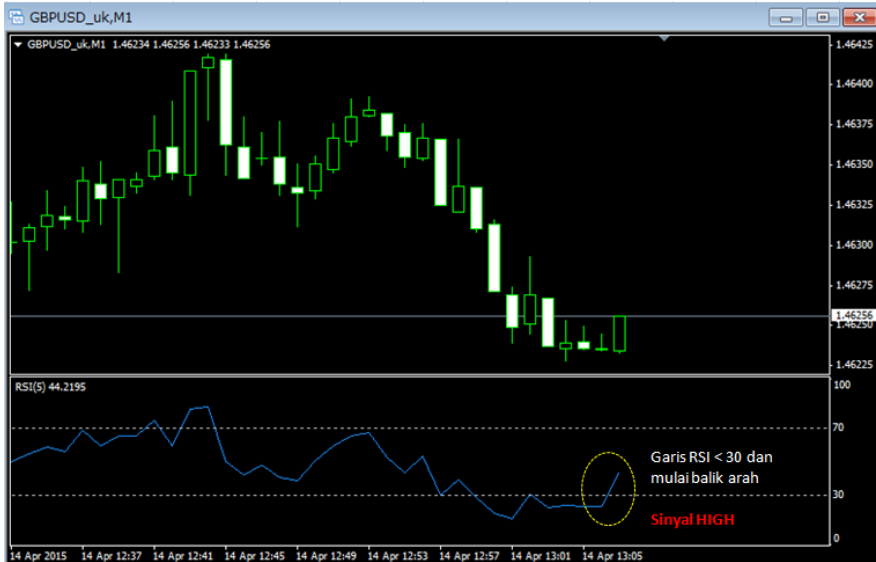 GBPUSD_uk,M1
GBPUSD_uk,M1 1.46234 1.46256 1.46233 1.46256
1.46425
1.46400
1.46375
1.46350
1.46325
1.46300
1.46275
1.46256
1.46250
1.46225
RSI(5) 44.2195
100
70
Garis RSI < 30 dan
mulai balik arah
30
Sinyal HIGH
0
14 Apr 2015 14 Apr 12:37 14 Apr 12:41 14 Apr 12:45 14 Apr 12:49 14 Apr 12:53 14 Apr 12:57 14 Apr 13:01 14 Apr 13:05